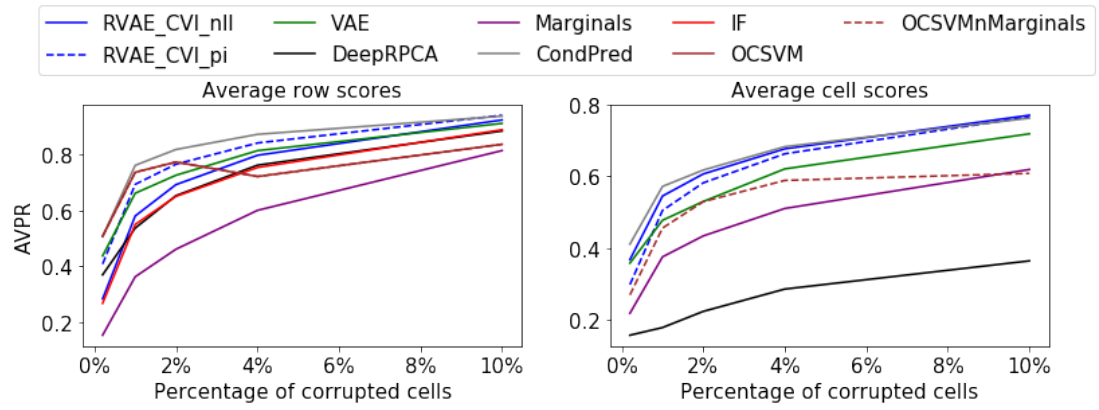 RVAE_CVI_nll VAE Marginals IF OCSVMnMarginals
RVAE_CVI_pi DeepRPCA CondPred OCSVM
Average row scores
Average cell scores
AVPR
0.8
0.6
0.4
0.2
0% 2% 4% 6% 8% 10%
Percentage of corrupted cells
0.8
0.6
0.4
0.2
0% 2% 4% 6% 8% 10%
Percentage of corrupted cells